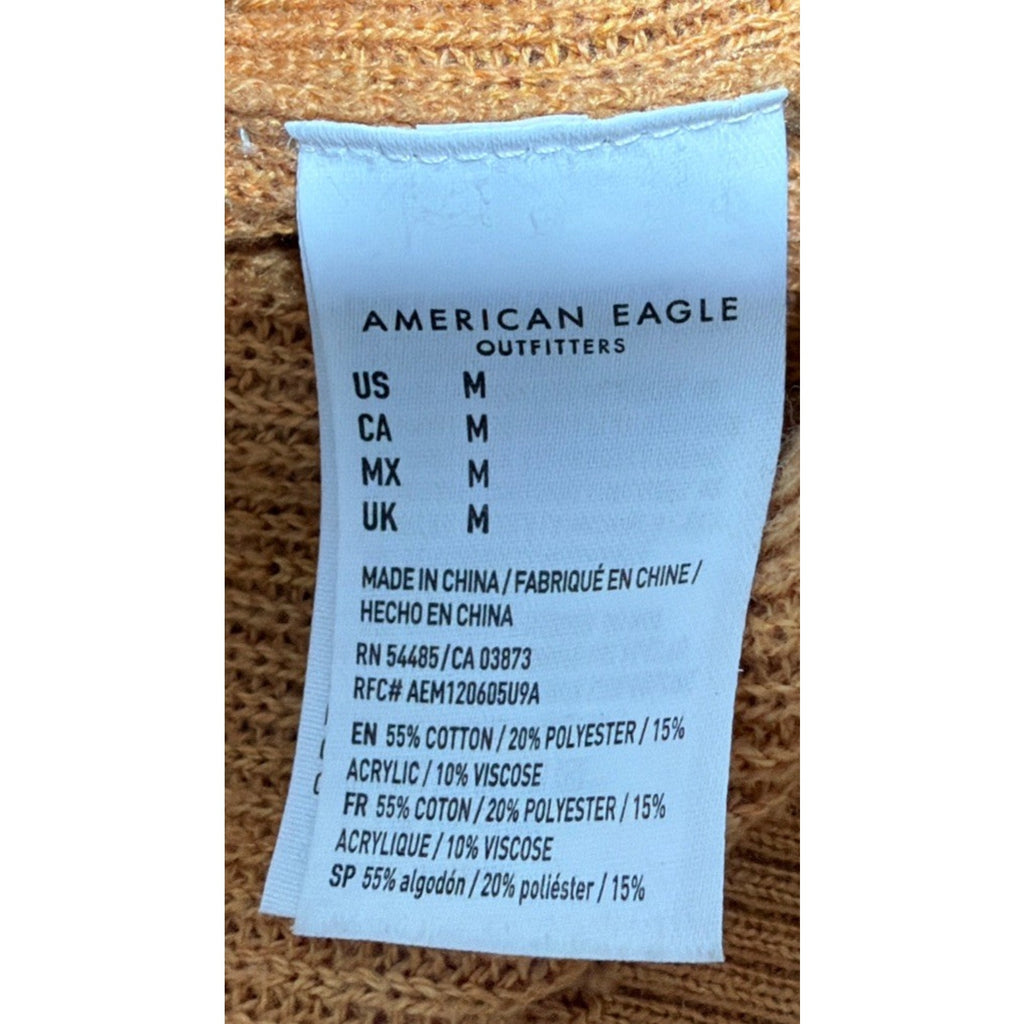 AMERICAN EAGLE
OUTFITTERS
US M
CA M
MX M
UK M
MADE IN CHINA / FABRIQUÉ EN CHINE /
HECHO EN CHINA
RN 54485 / CA 03873
RFC# AEM120605U9A
EN 55% COTTON / 20% POLYESTER / 15%
ACRYLIC / 10% VISCOSE
FR 55% COTON / 20% POLYESTER / 15%
ACRYLIQUE / 10% VISCOSE
SP 55% algodón / 20% poliéster / 15%